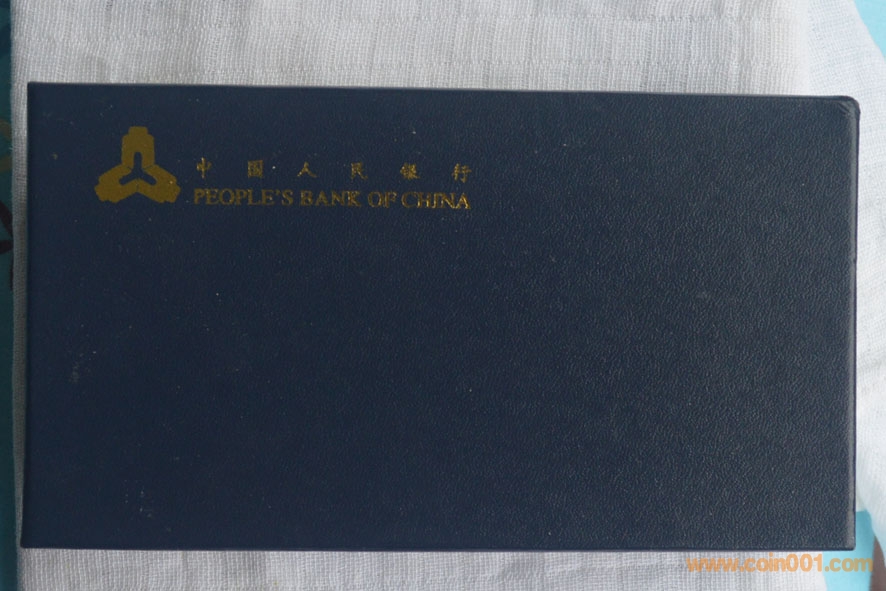 中国人民银行
PEOPLE'S BANK OF CHINA
www.coin001.com